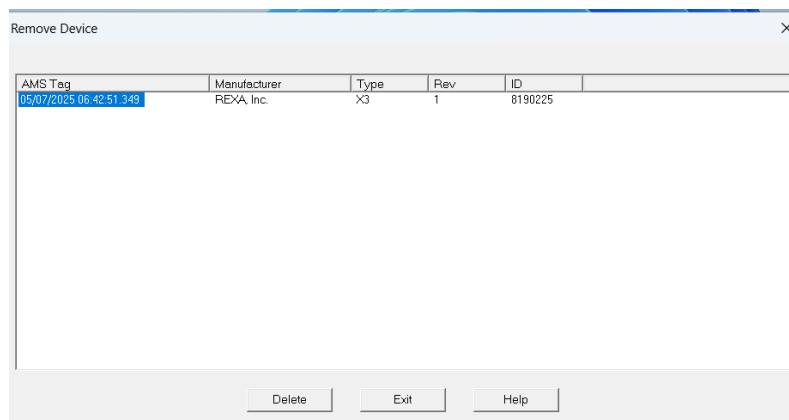 Remove Device
AMS Tag Manufacturer Type Rev ID
05/07/2025 06:42:51.349 REXA, Inc. X3 1 8190225
Delete Exit Help